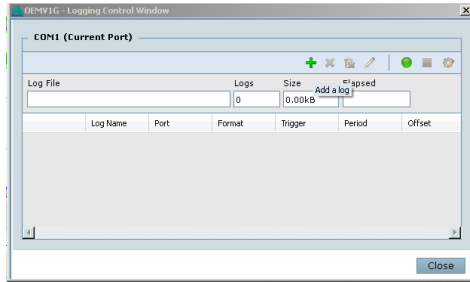 OEMV1G - Logging Control Window
COM1 (Current Port)
Log File Logs Size Elapsed
Add a log
0 0.00kB
Log Name Port Format Trigger Period Offset
Close